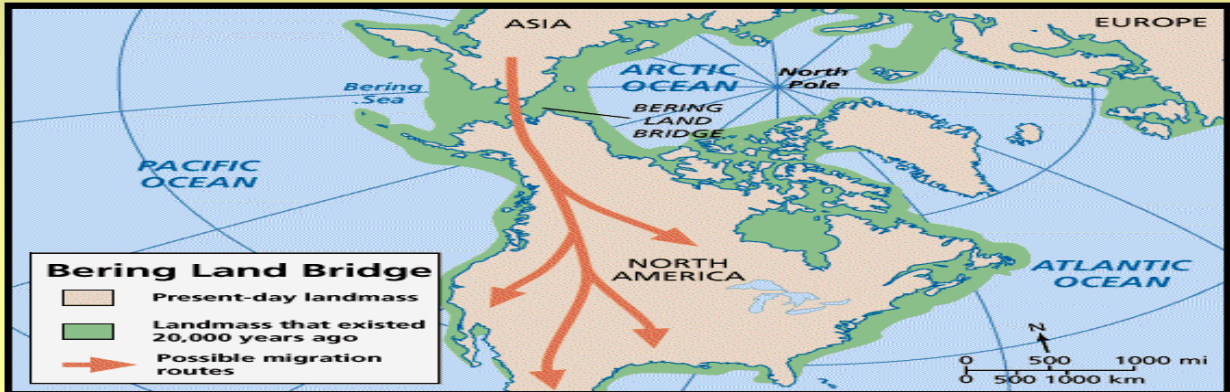 ASIA
EUROPE
ARCTIC
OCEAN
North
Pole
Bering
Sea
BERING
LAND
BRIDGE
PACIFIC
OCEAN
NORTH
AMERICA
ATLANTIC
OCEAN
Bering Land Bridge
Present-day landmass
Landmass that existed
20,000 years ago
Possible migration
routes
N
0 500 1000 mi
0 500 1000 km